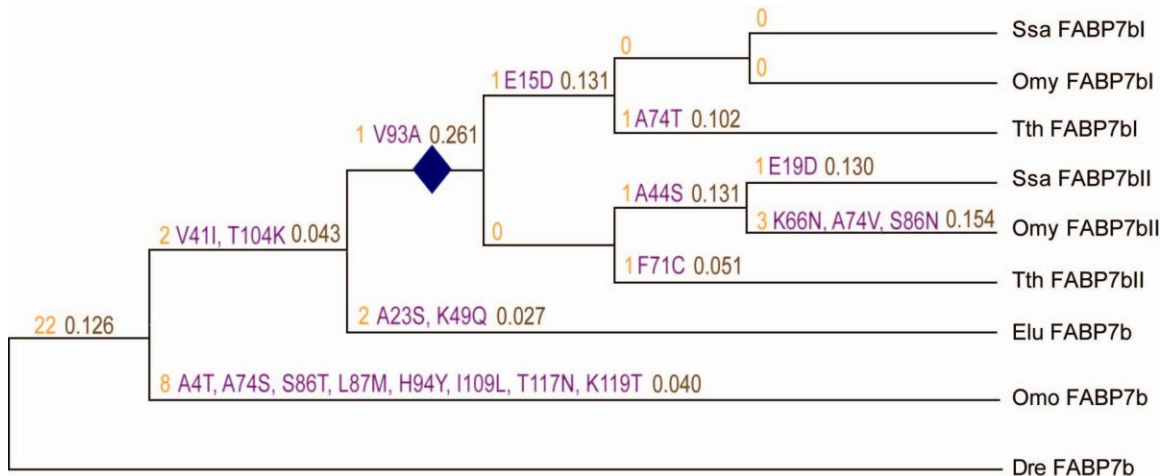 0
Ssa FABP7bI
0
0
Omy FABP7bI
1 E15D 0.131
1 A74T 0.102
Tth FABP7bI
1 V93A 0.261
1 E19D 0.130
Ssa FABP7bII
1 A44S 0.131
3 K66N, A74V, S86N 0.154
Omy FABP7bII
2 V41I, T104K 0.043
0
1 F71C 0.051
Tth FABP7bII
2 A23S, K49Q 0.027
Elu FABP7b
22 0.126
8 A4T, A74S, S86T, L87M, H94Y, I109L, T117N, K119T 0.040
Omo FABP7b
Dre FABP7b